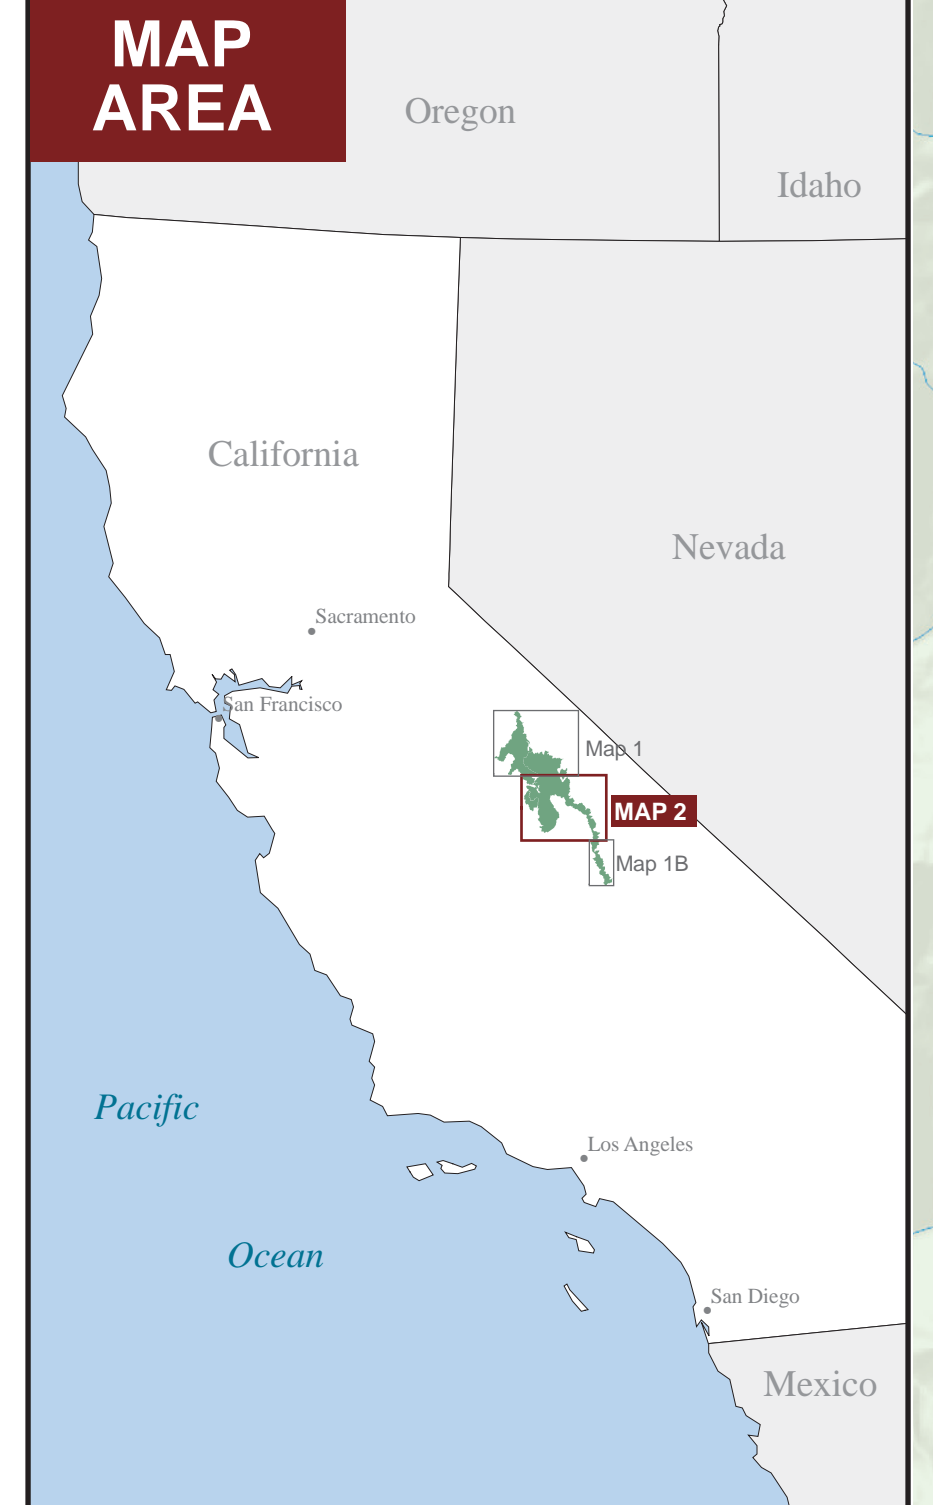 MAP
AREA
Oregon
Idaho
California
Nevada
Sacramento
San Francisco
Map 1
MAP 2
Map 1B
Pacific
Los Angeles
Ocean
San Diego
Mexico